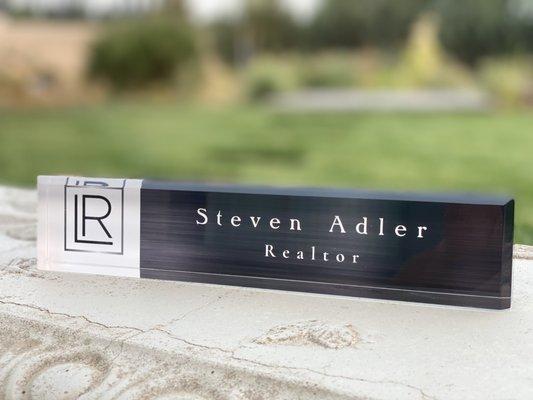 LR
Steven Adler
Realtor